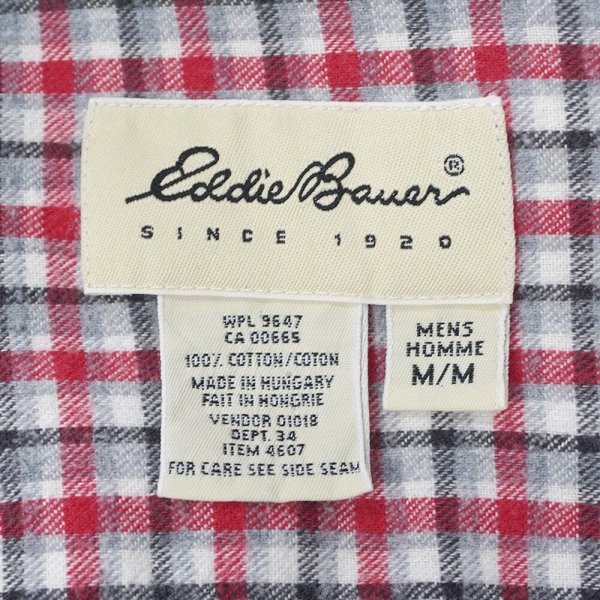 Eddie Bauer®
SINCE 1920
WPL 9647
CA 00665
100% COTTON/COTON
MADE IN HUNGARY
FAIT IN HONGRIE
VENDOR 01018
DEPT. 34
ITEM 4607
FOR CARE SEE SIDE SEAM
MENS
HOMME
M/M